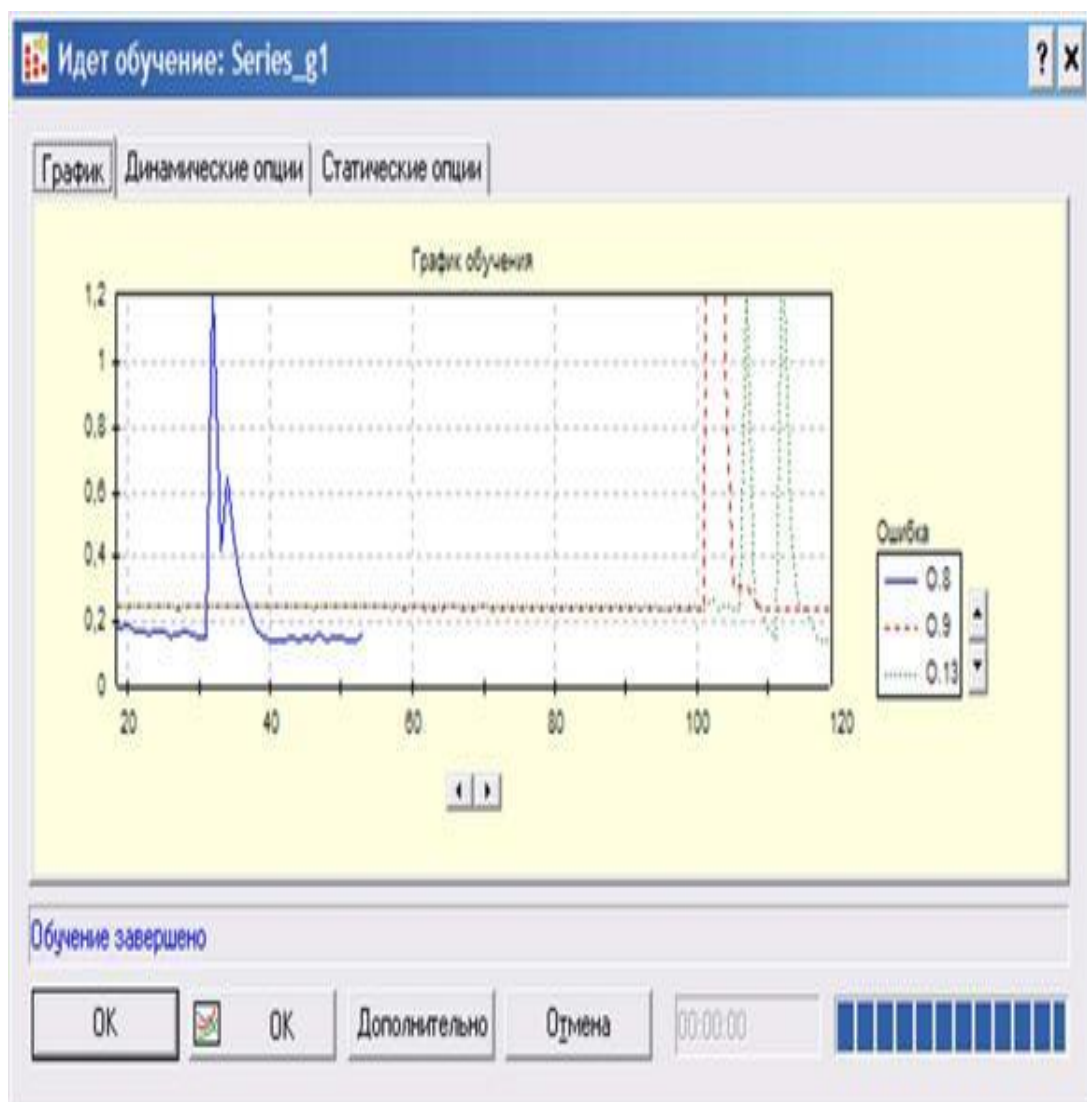 Идет обучение: Series_g1
? x
График Динамические опции Статические опции
График обучения
1,2
1
0,8
0,6
0,4
0,2
0
20 40 60 80 100 120
Ошибка
О.8
О.9
О.13
Обучение завершено
ОК ОК Дополнительно Отмена 00:00:00